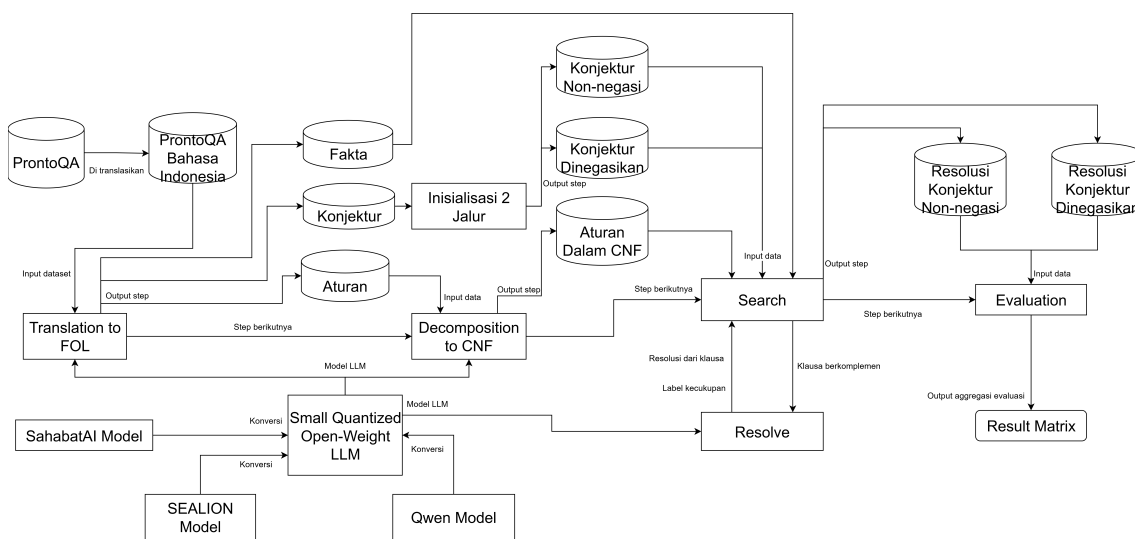 Konjektur
Non-negasi
ProntoQA
Di translasikan
ProntoQA
Bahasa
Indonesia
Fakta
Konjektur
Dinegasikan
Output step
Konjektur
Inisialisasi 2
Jalur
Resolusi
Konjektur
Non-negasi
Resolusi
Konjektur
Dinegasikan
Aturan
Dalam CNF
Input dataset
Output step
Aturan
Input data
Output step
Input data
Output step
Input data
Translation to
FOL
Step berikutnya
Decomposition
to CNF
Step berikutnya
Search
Step berikutnya
Evaluation
Model LLM
Resolusi dari klausa
Label kecukupan
Klausa berkomplemen
Output aggregasi evaluasi
SahabatAI Model
Konversi
Small Quantized
Open-Weight
LLM
Model LLM
Resolve
Result Matrix
Konversi
Konversi
SEALION
Model
Qwen Model